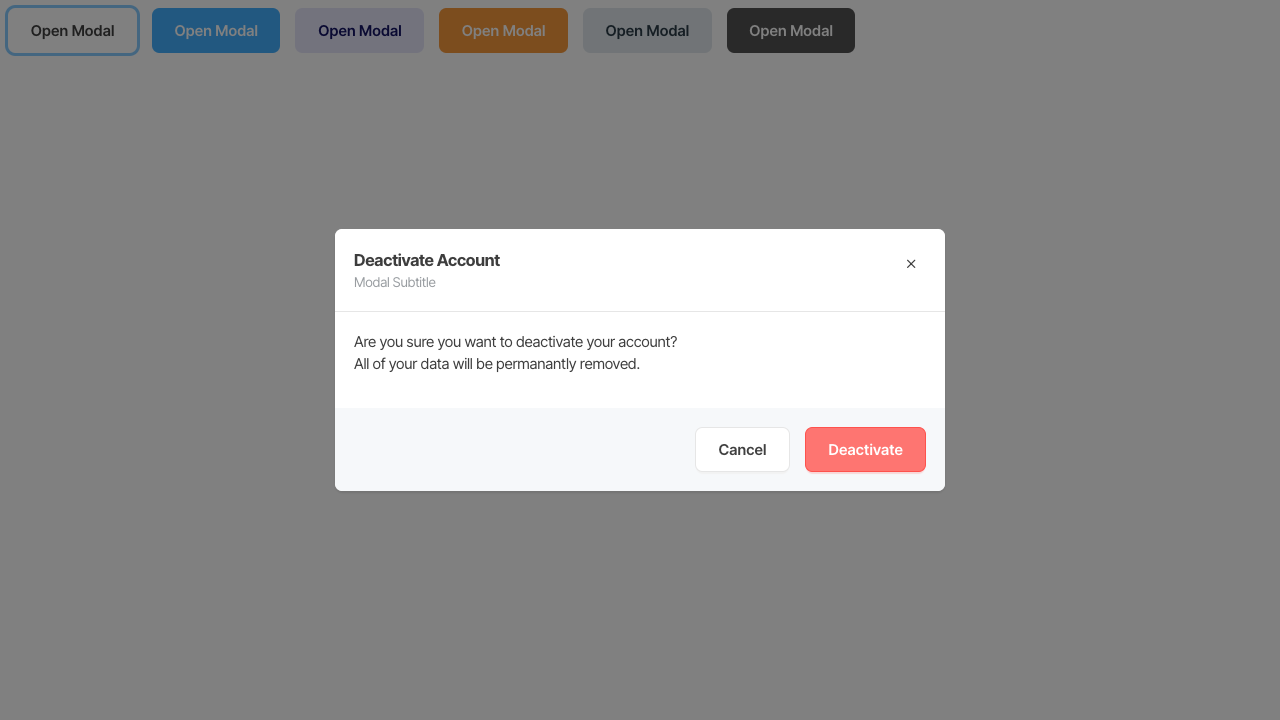 Open Modal Open Modal Open Modal Open Modal Open Modal Open Modal
Deactivate Account
Modal Subtitle
Are you sure you want to deactivate your account?
All of your data will be permanantly removed.
Cancel Deactivate